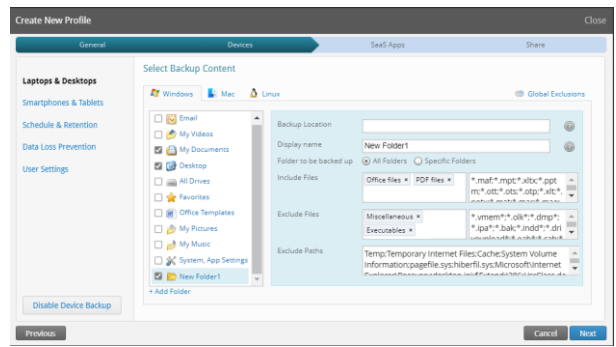 Create New Profile
Close
General
Devices
SaaS Apps
Share
Laptops & Desktops
Smartphones & Tablets
Schedule & Retention
Data Loss Prevention
User Settings
Disable Device Backup
Select Backup Content
Windows
Mac
Linux
Global Exclusions
Email
My Videos
My Documents
Desktop
All Drives
Favorites
Office Templates
My Pictures
My Music
System, App Settings
New Folder1
+ Add Folder
Backup Location
Display name
New Folder1
Folder to be backed up
All Folders
Specific Folders
Include Files
Office files ×
PDF files ×
*.maf;*.mpt;*.xltx;*.ppt
m;*.ott;*.ots;*.otp;*.xlt;*.
Exclude Files
Miscellaneous ×
Executables ×
*.vmem*;*.olk*;*.dmp*;
*.ipa*;*.bak;*.indd*;*.dri
Exclude Paths
Temp;Temporary Internet Files;Cache;System Volume
Information;pagefile.sys;hiberfil.sys;Microsoft\Internet
Previous
Cancel
Next